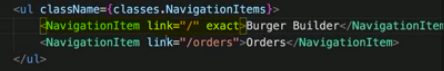 <ul className={classes.NavigationItems}>
<NavigationItem link="/" exact>Burger Builder</NavigationItem
<NavigationItem link="/orders">Orders</NavigationItem>
</ul>